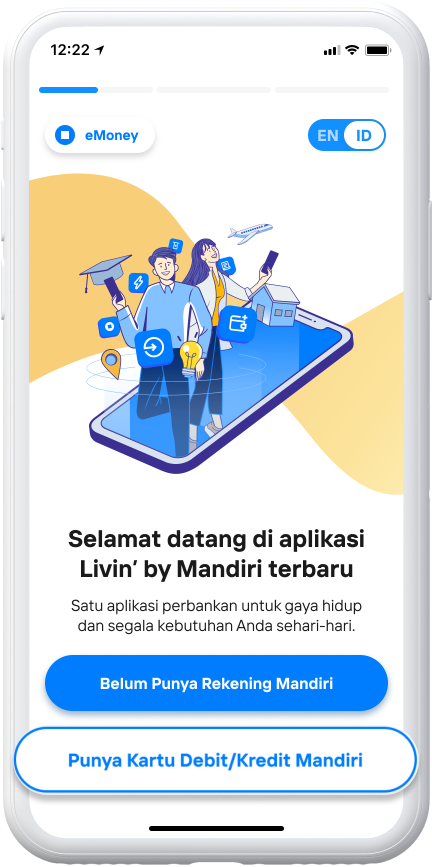 12:22
eMoney
EN ID
Selamat datang di aplikasi
Livin’ by Mandiri terbaru
Satu aplikasi perbankan untuk gaya hidup
dan segala kebutuhan Anda sehari-hari.
Belum Punya Rekening Mandiri
Punya Kartu Debit/Kredit Mandiri